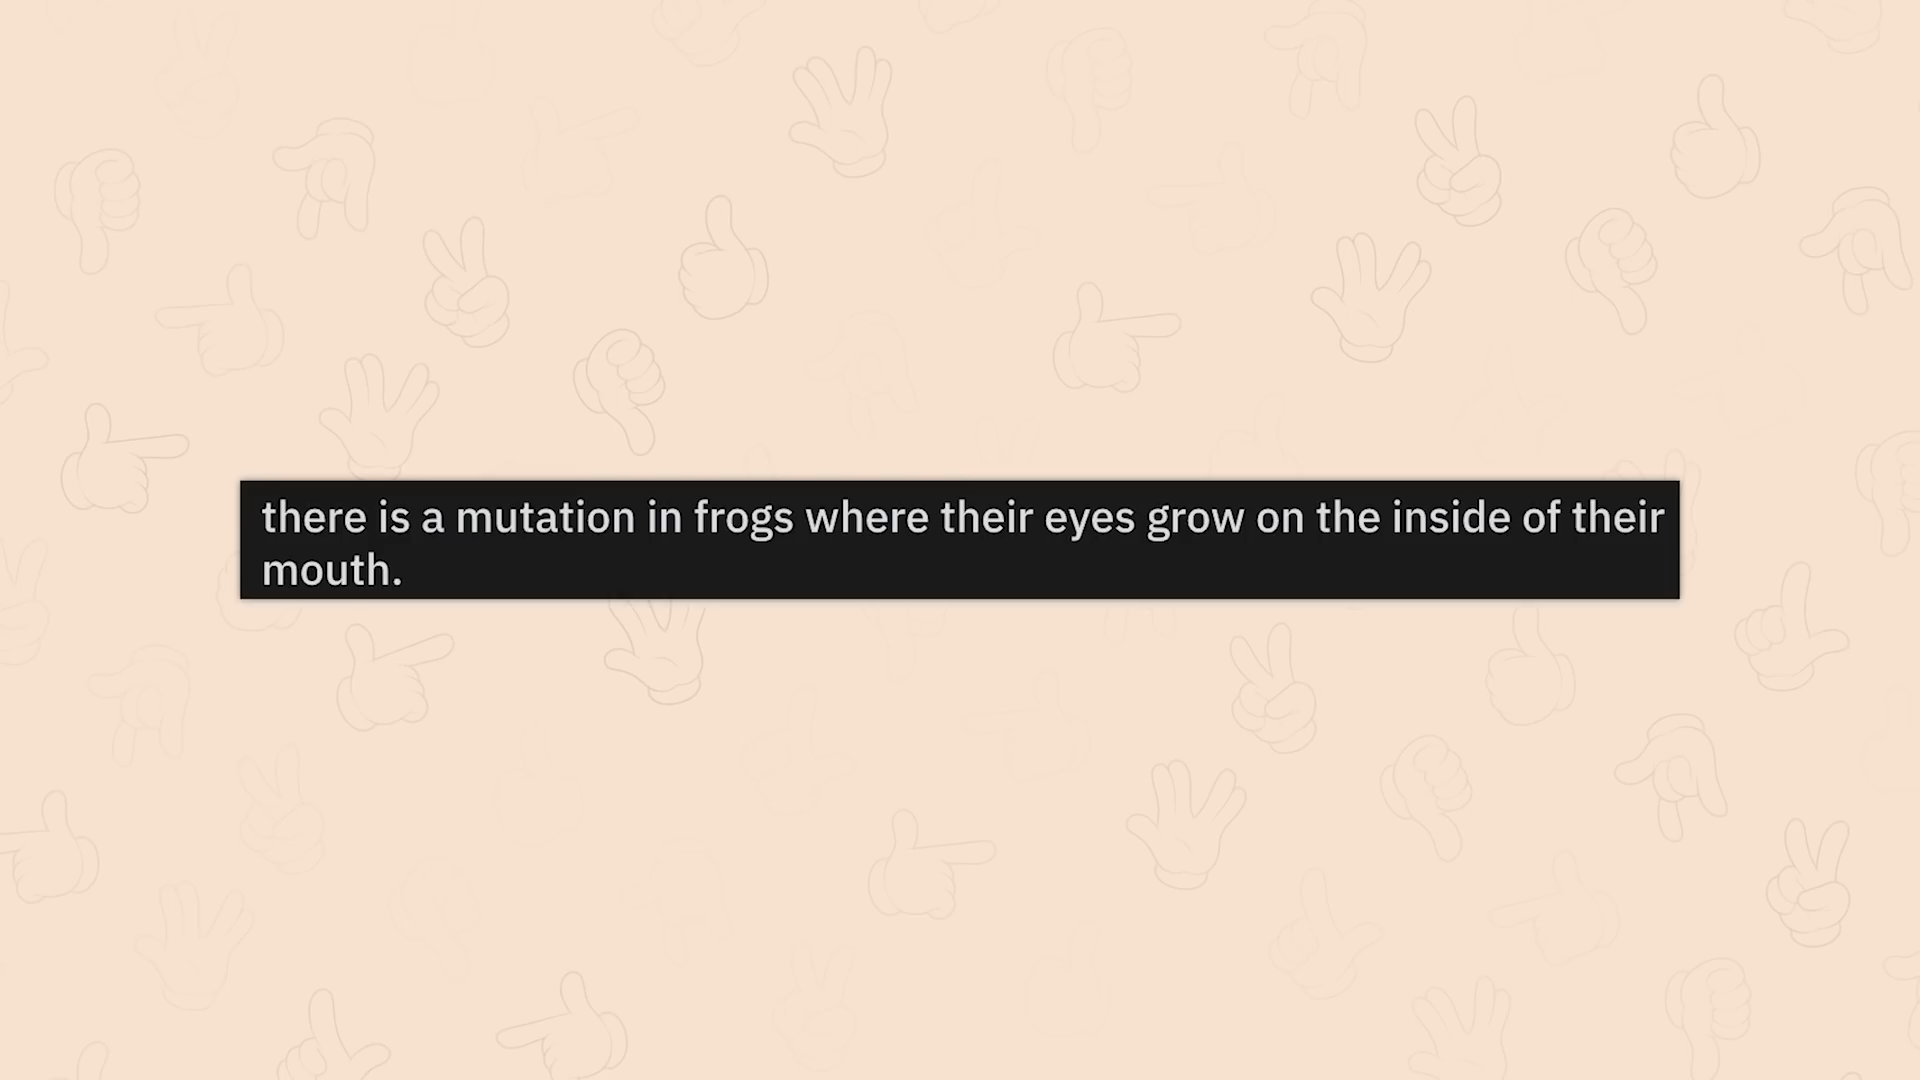 there is a mutation in frogs where their eyes grow on the inside of their
mouth.